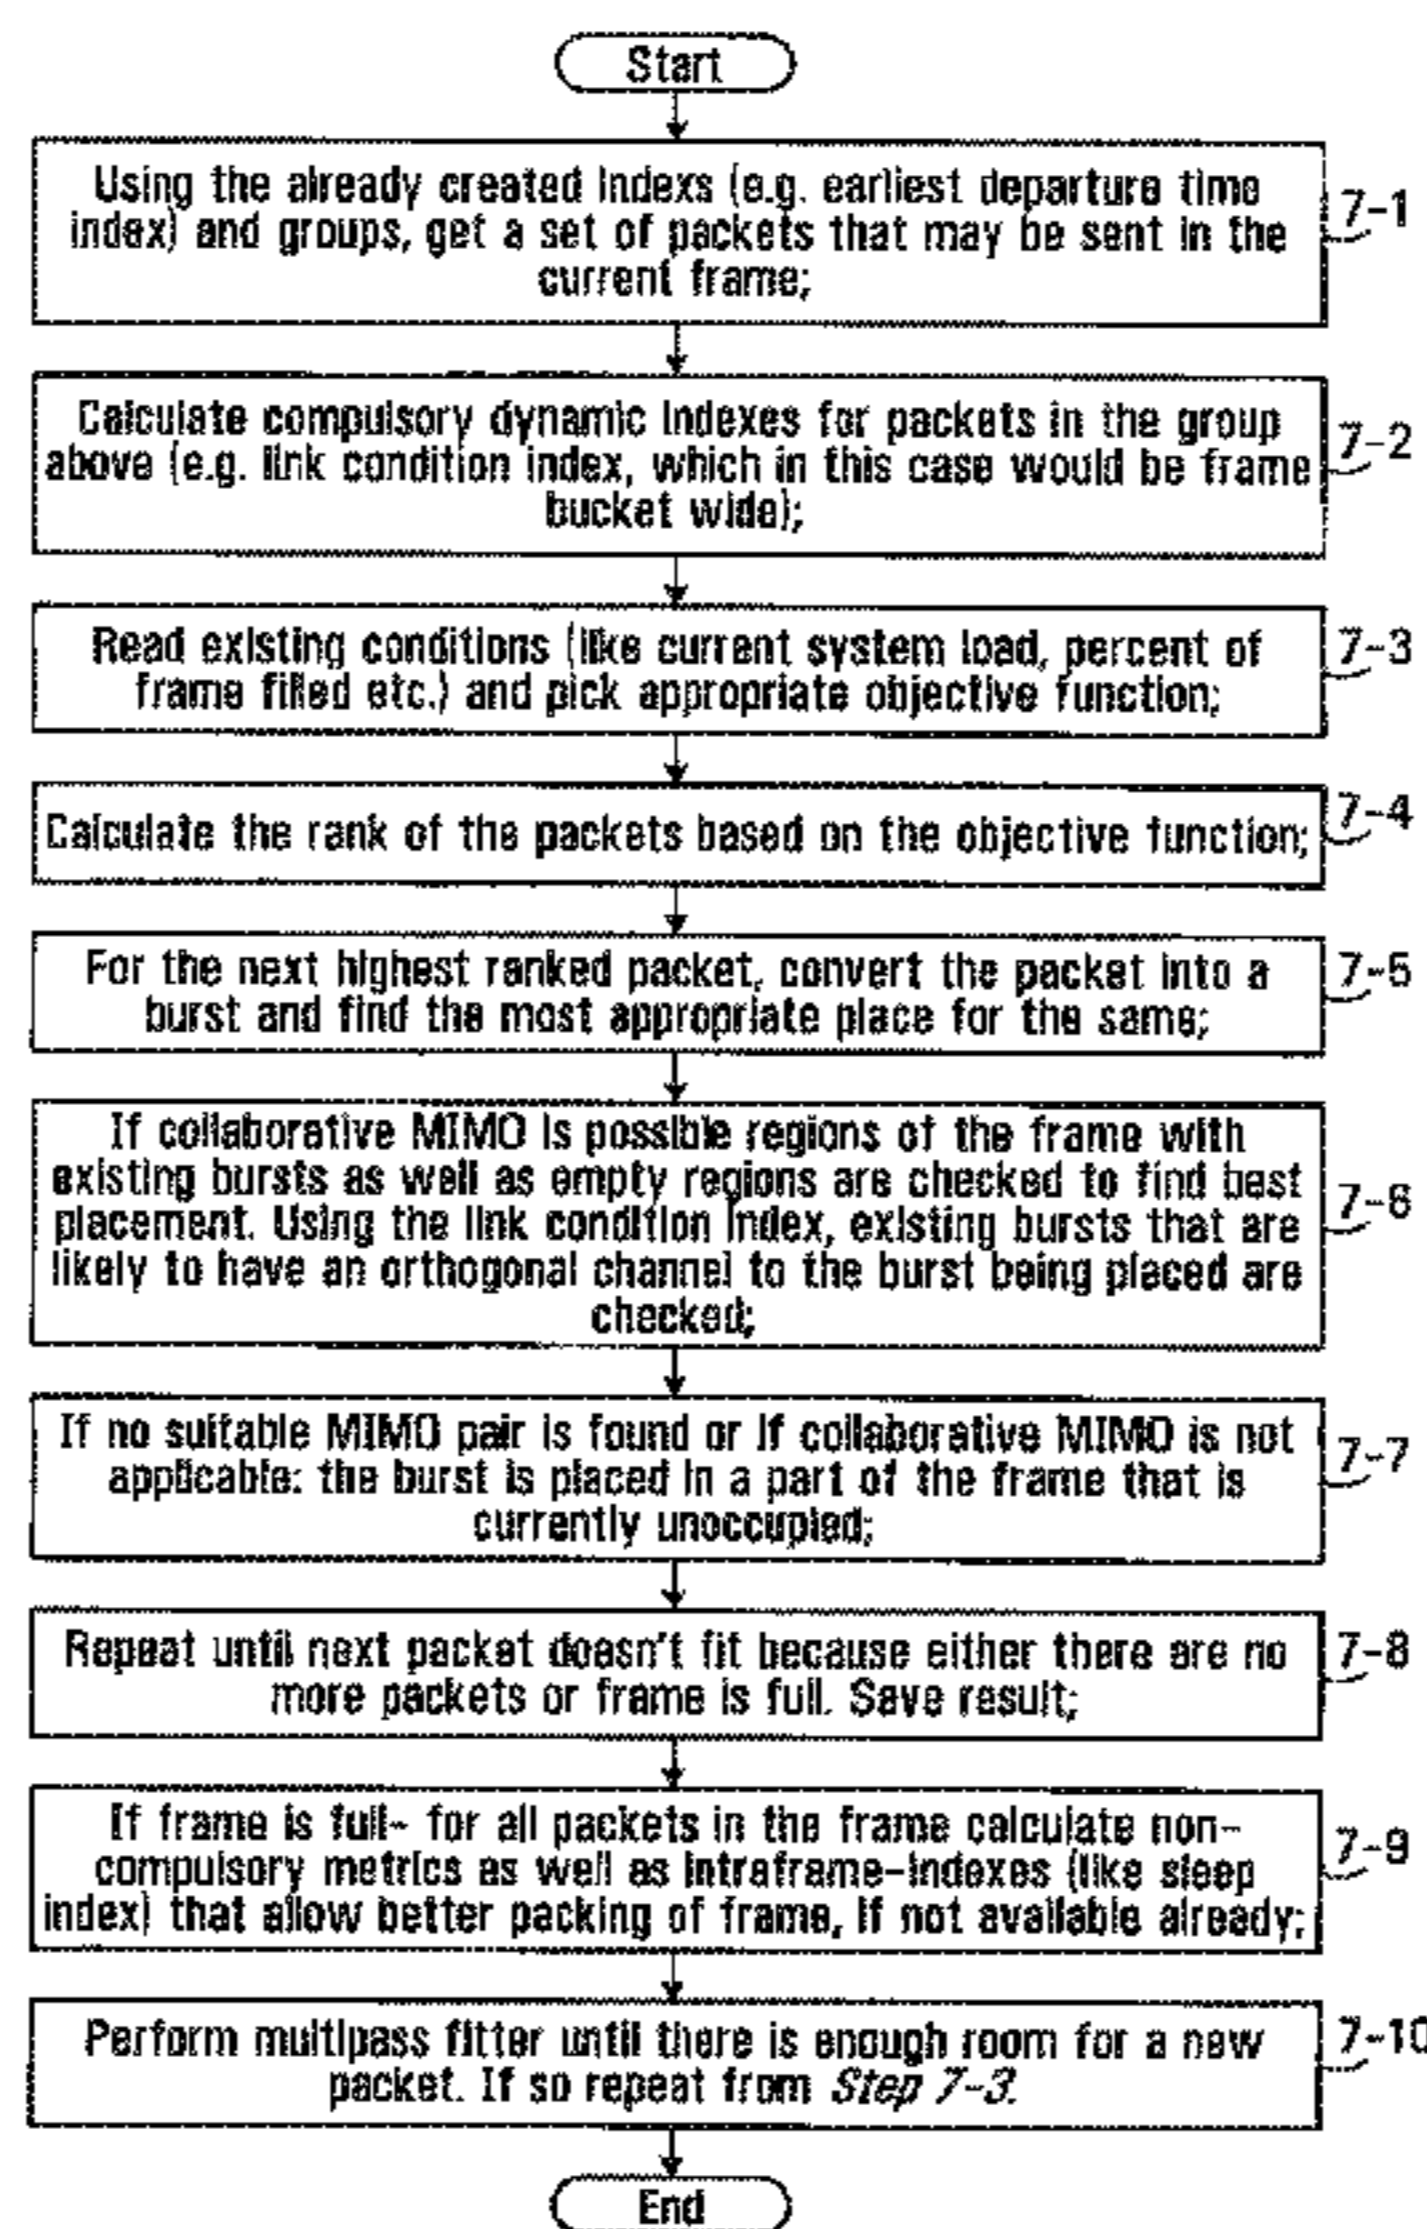 Start
Using the already created Indexs (e.g. earliest departure time
index) and groups, get a set of packets that may be sent in the
current frame;
7-1
Calculate compulsory dynamic Indexes for packets in the group
above (e.g. link condition index, which in this case would be frame
bucket wide);
7-2
Read existing conditions (like current system load, percent of
frame filled etc.) and pick appropriate objective function;
7-3
Calculate the rank of the packets based on the objective function;
7-4
For the next highest ranked packet, convert the packet into a
burst and find the most appropriate place for the same;
7-5
If collaborative MIMO is possible regions of the frame with
existing bursts as well as empty regions are checked to find best
placement. Using the link condition index, existing bursts that are
likely to have an orthogonal channel to the burst being placed are
checked;
7-6
If no suitable MIMO pair is found or if collaborative MIMO is not
applicable: the burst is placed in a part of the frame that is
currently unoccupied;
7-7
Repeat until next packet doesn't fit because either there are no
more packets or frame is full. Save result;
7-8
If frame is full- for all packets in the frame calculate non-
compulsory metrics as well as intraframe-indexes (like sleep
index) that allow better packing of frame, if not available already;
7-9
Perform multipass fitter until there is enough room for a new
packet. If so repeat from Step 7-3.
7-10
End